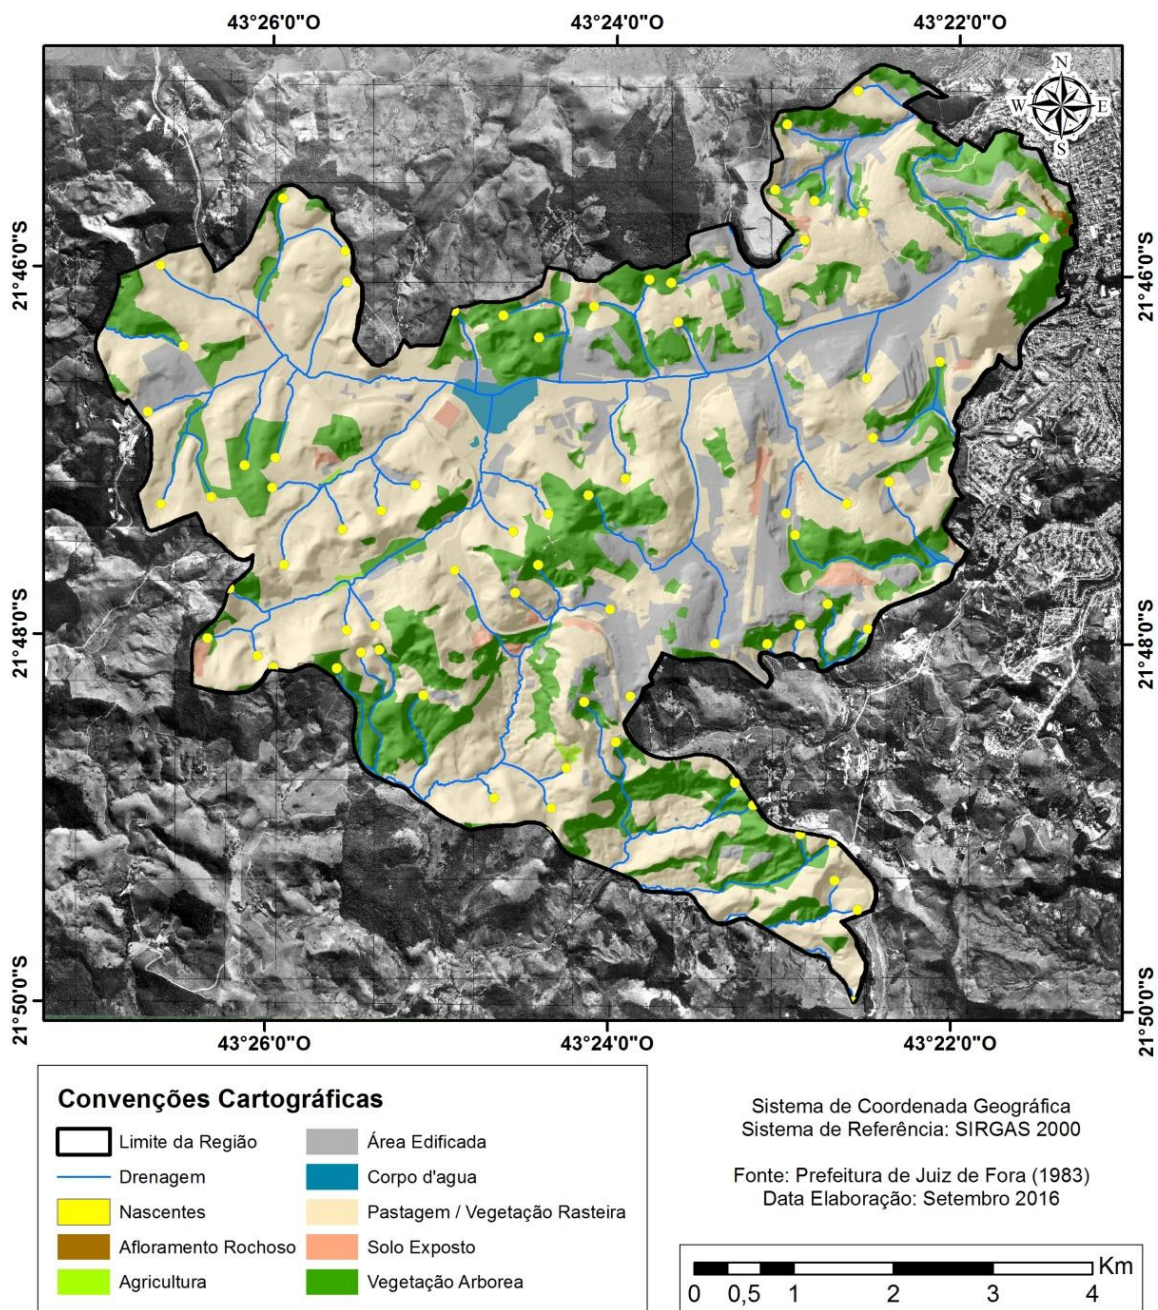 43°26'0"O 43°24'0"O 43°22'0"O
N
W E
S
21°46'0"S 21°46'0"S
21°48'0"S 21°48'0"S
21°50'0"S 21°50'0"S
43°26'0"O 43°24'0"O 43°22'0"O
Convenções Cartográficas
Limite da Região
Drenagem
Nascentes
Afloramento Rochoso
Agricultura
Área Edificada
Corpo d'agua
Pastagem / Vegetação Rasteira
Solo Exposto
Vegetação Arborea
Sistema de Coordenada Geográfica
Sistema de Referência: SIRGAS 2000
Fonte: Prefeitura de Juiz de Fora (1983)
Data Elaboração: Setembro 2016
Km
0 0,5 1 2 3 4